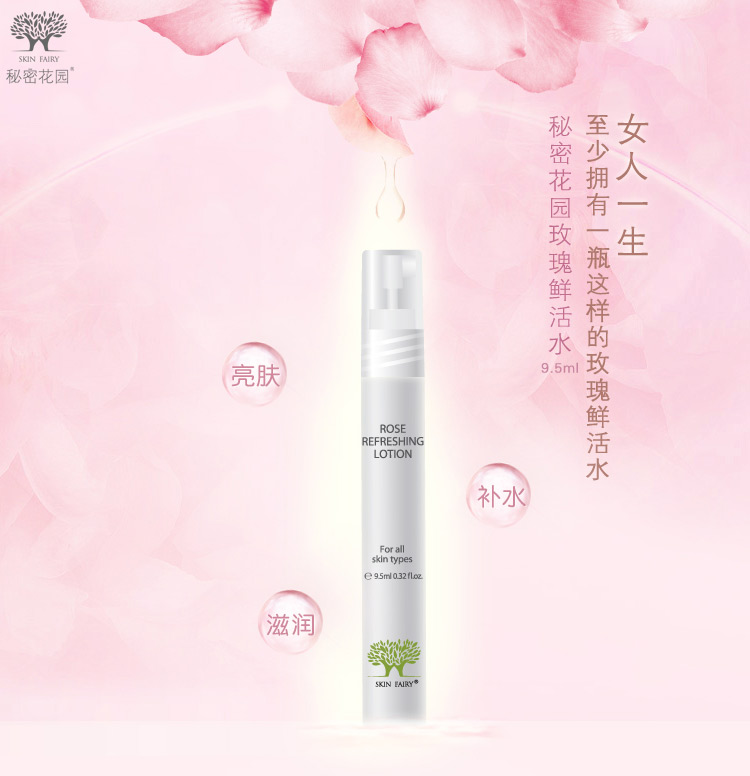 SKIN FAIRY
秘密花园®
女人一生
至少拥有一瓶这样的玫瑰鲜活水
秘密花园玫瑰鲜活水
9.5ml
亮肤
补水
滋润
ROSE
REFRESHING
LOTION
For all
skin types
℮ 9.5ml 0.32 fl.oz.
SKIN FAIRY®